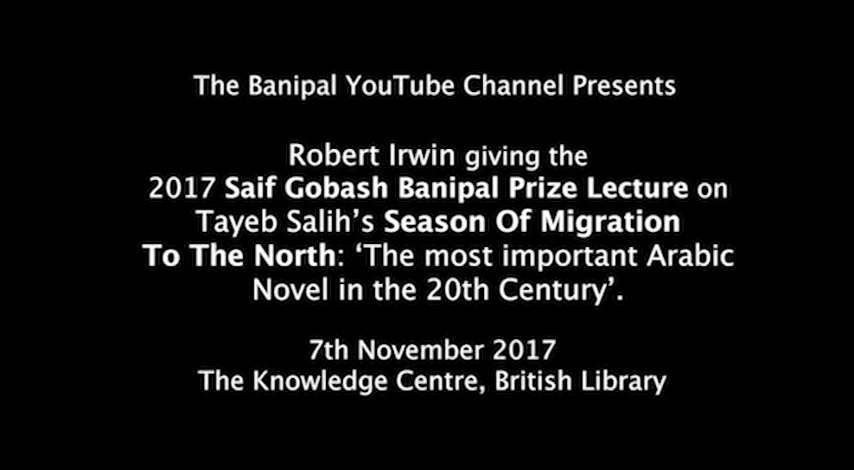 The Banipal YouTube Channel Presents
Robert Irwin giving the
2017 Saif Gobash Banipal Prize Lecture on
Tayeb Salih's Season Of Migration
To The North: ‘The most important Arabic
Novel in the 20th Century’.
7th November 2017
The Knowledge Centre, British Library